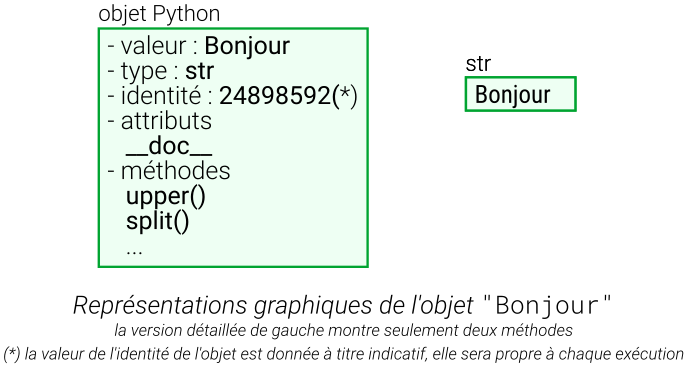 objet Python
- valeur : Bonjour
- type : str
- identité : 24898592(*)
- attributs
__doc__
- méthodes
upper()
split()
...
str
Bonjour
Représentations graphiques de l'objet "Bonjour"
la version détaillée de gauche montre seulement deux méthodes
(*) la valeur de l'identité de l'objet est donnée à titre indicatif, elle sera propre à chaque exécution